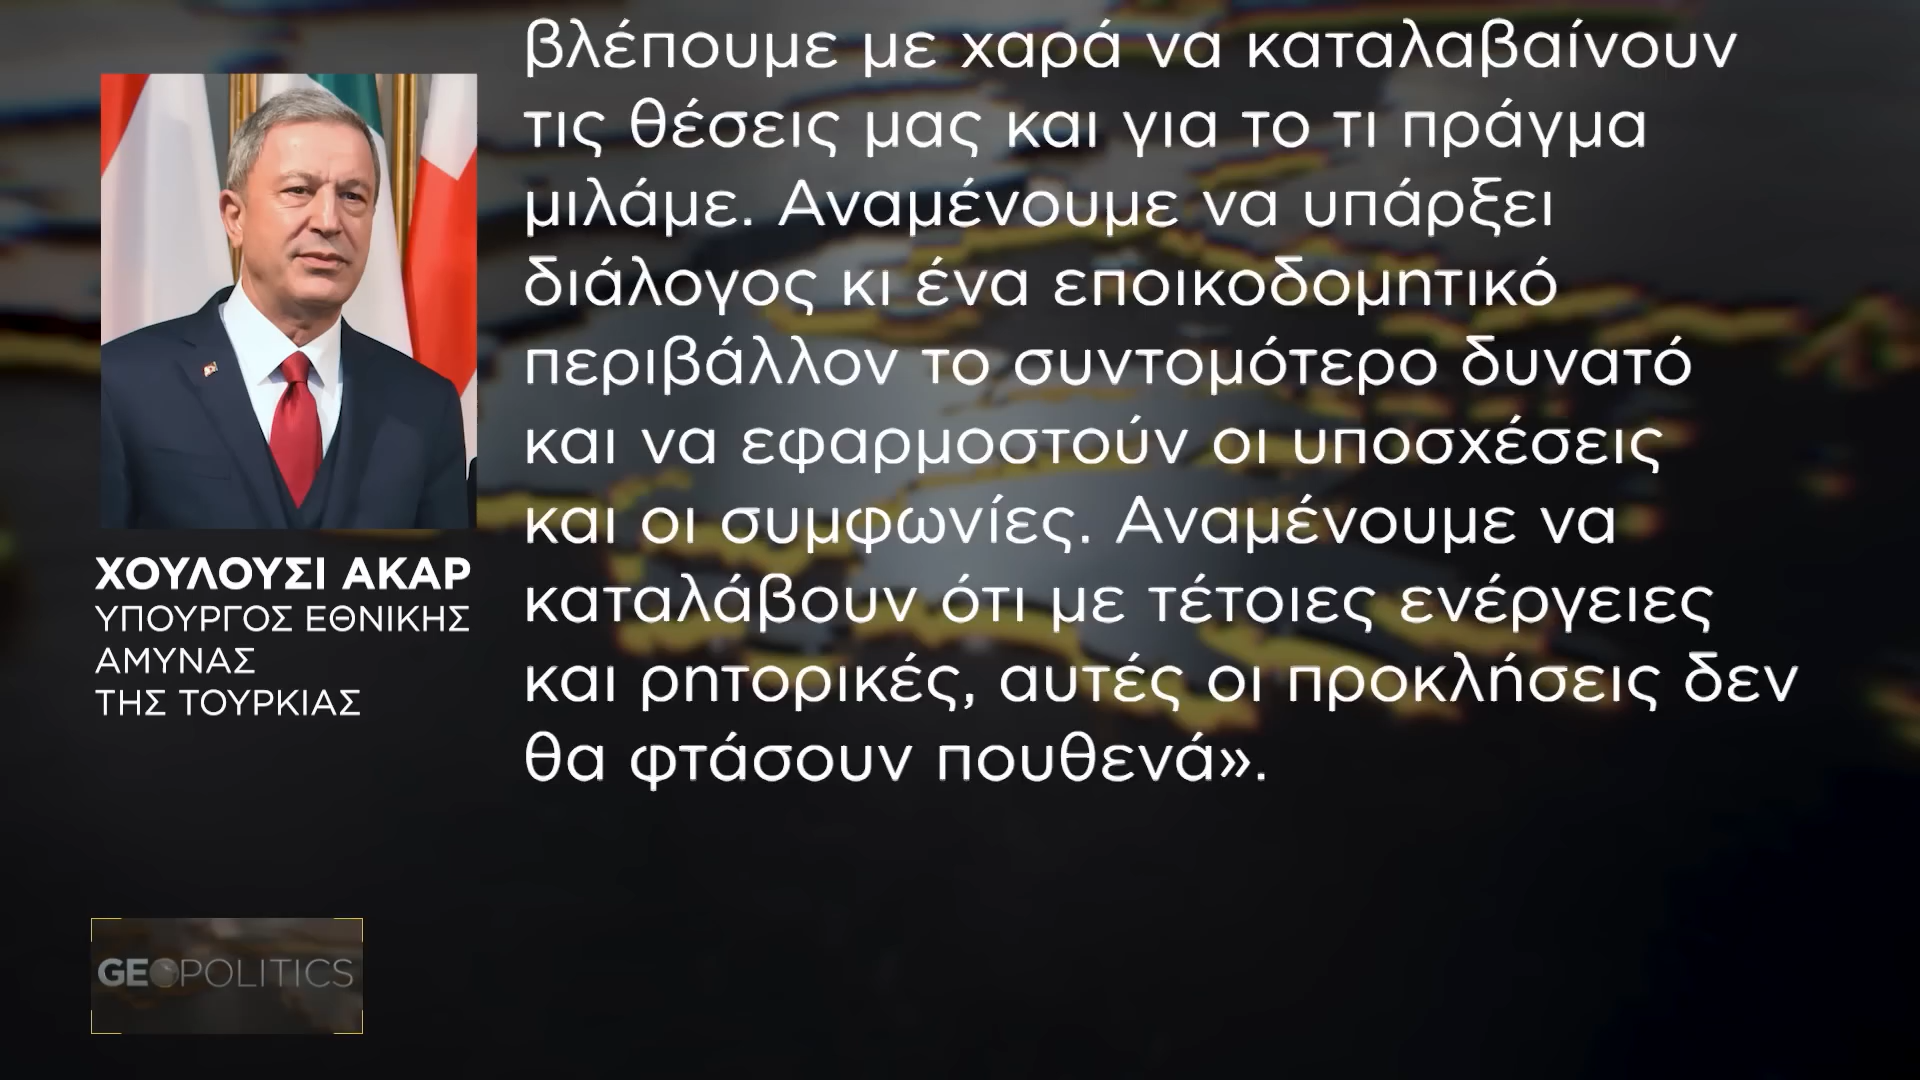 βλέπουμε με χαρά να καταλαβαίνουν
τις θέσεις μας και για το τι πράγμα
μιλάμε. Αναμένουμε να υπάρξει
διάλογος κι ένα εποικοδομητικό
περιβάλλον το συντομότερο δυνατό
και να εφαρμοστούν οι υποσχέσεις
και οι συμφωνίες. Αναμένουμε να
καταλάβουν ότι με τέτοιες ενέργειες
και ρητορικές, αυτές οι προκλήσεις δεν
θα φτάσουν πουθενά».
ΧΟΥΛΟΥΣΙ ΑΚΑΡ
ΥΠΟΥΡΓΟΣ ΕΘΝΙΚΗΣ
ΑΜΥΝΑΣ
ΤΗΣ ΤΟΥΡΚΙΑΣ
GEOPOLITICS